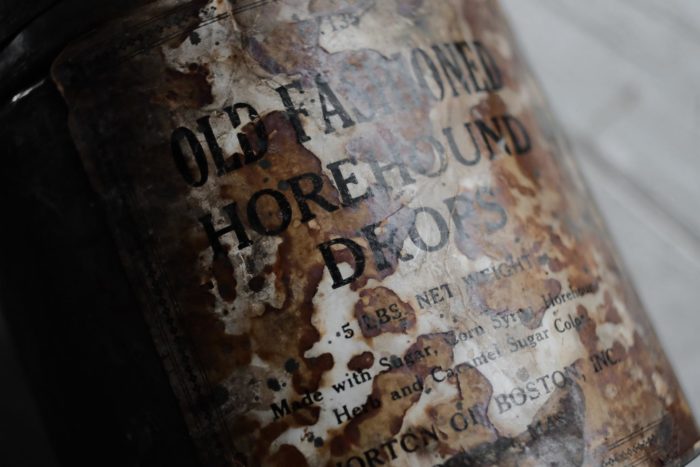 OLD FASHIONED
HOREHOUND
DROPS
5 LBS. NET WEIGHT
Made with Sugar, Corn Syrup, Horehound
Herb and Caramel Sugar Color
OF BOSTON, INC.